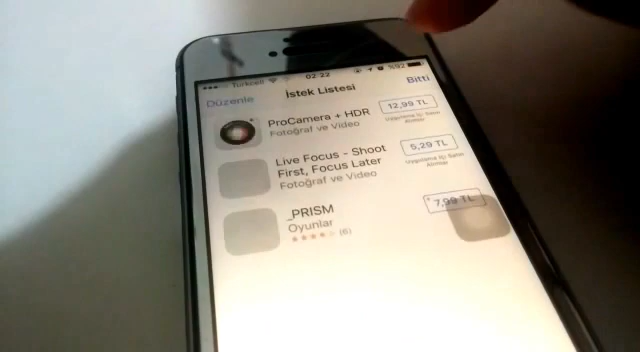 Turkcell 02:22 %92
Düzenle İstek Listesi Bitti
ProCamera + HDR
Fotoğraf ve Video
12,99 TL
Uygulama İçi Satın
Alımlar
Live Focus - Shoot
First, Focus Later
Fotoğraf ve Video
5,29 TL
Uygulama İçi Satın
Alımlar
_PRISM
Oyunlar
(6)
+ 7,99 TL